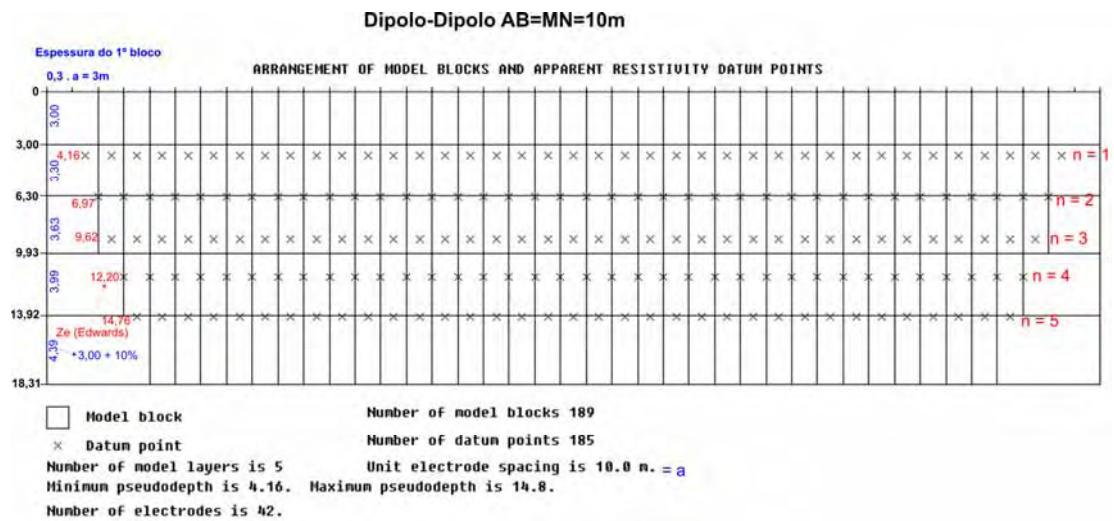 Dipolo-Dipolo AB=MN=10m
Espessura do 1º bloco
0,3 . a = 3m
ARRANGEMENT OF MODEL BLOCKS AND APPARENT RESISTIVITY DATUM POINTS
0
3,00
3,00
4,16
n = 1
3,30
6,30
6,97
n = 2
3,63
9,62
n = 3
9,93
3,99
12,20
n = 4
13,92
14,76
n = 5
Ze (Edwards)
4,39
3,00 + 10%
18,31
Model block
Number of model blocks 189
Datum point
Number of datum points 185
Number of model layers is 5
Unit electrode spacing is 10.0 m. = a
Minimum pseudodepth is 4.16. Maximum pseudodepth is 14.8.
Number of electrodes is 42.